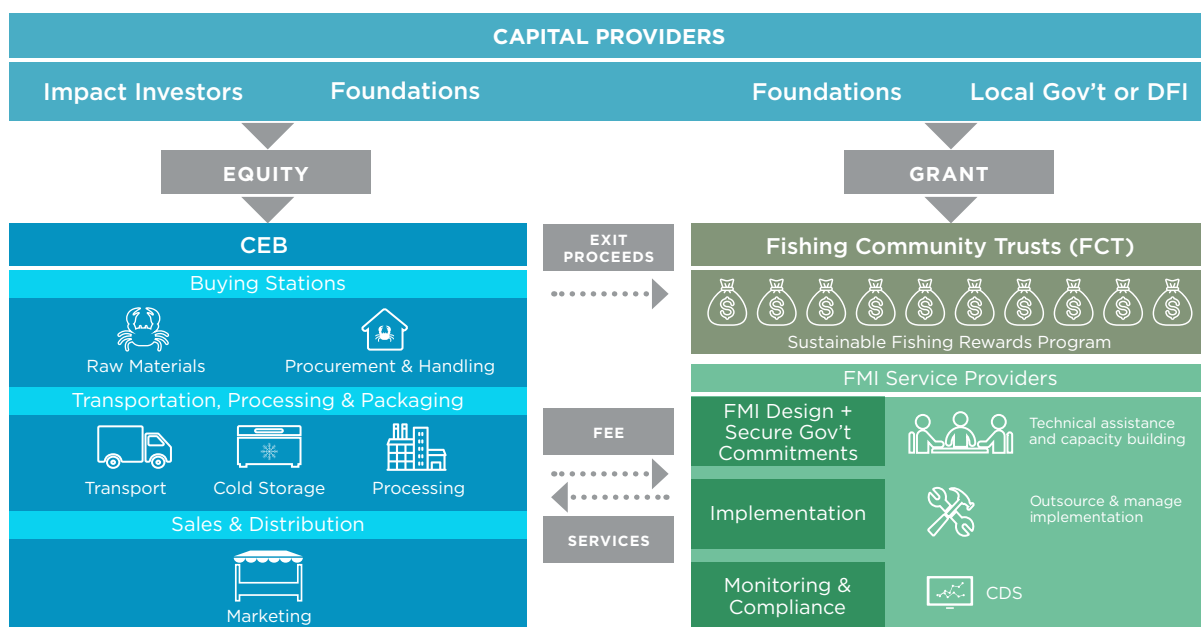 CAPITAL PROVIDERS
Impact Investors
Foundations
Foundations
Local Gov't or DFI
EQUITY
GRANT
CEB
Buying Stations
Raw Materials
Procurement & Handling
Transportation, Processing & Packaging
Transport
Cold Storage
Processing
Sales & Distribution
Marketing
EXIT
PROCEEDS
FEE
SERVICES
Fishing Community Trusts (FCT)
$ $ $ $ $ $ $ $ $ $
Sustainable Fishing Rewards Program
FMI Service Providers
FMI Design +
Secure Gov't
Commitments
Technical assistance
and capacity building
Implementation
Outsource & manage
implementation
Monitoring &
Compliance
CDS